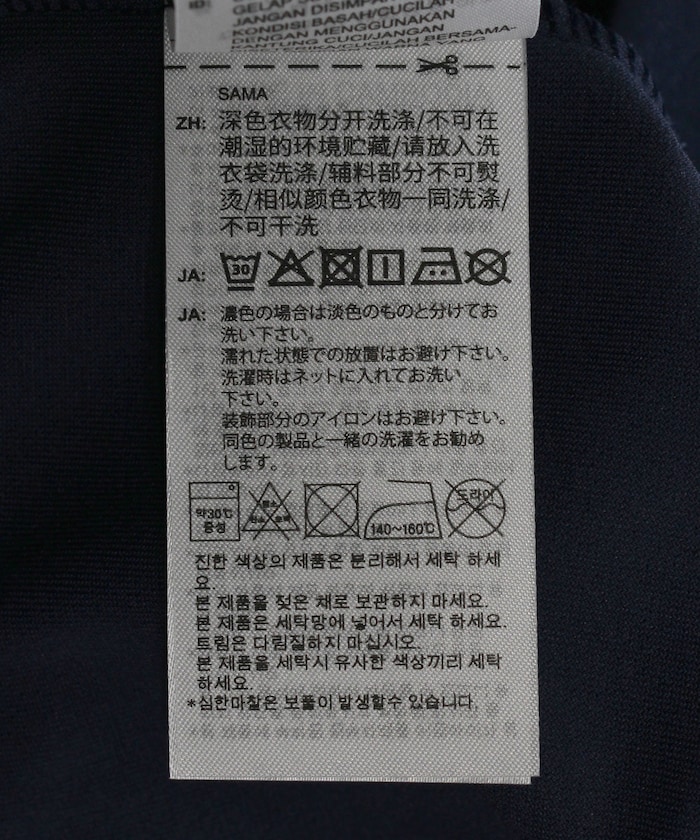 ID:
GELAP
JANGAN DISIMPA
KONDISI BASAH/CUCILAH
DENGAN MENGGUNAKAN
KANTUNG CUCI/JANGAN
SAMA
ZH: 深色衣物分开洗涤/不可在
潮湿的环境贮藏/请放入洗
衣袋洗涤/辅料部分不可熨
烫/相似颜色衣物一同洗涤/
不可干洗
JA: 30
JA: 濃色の場合は淡色のものと分けてお
洗い下さい。
濡れた状態での放置はお避け下さい。
洗濯時はネットに入れてお洗い
下さい。
装飾部分のアイロンはお避け下さい。
同色の製品と一緒の洗濯をお勧め
します。
약30℃ 140~160℃ 드라이
중성
진한 색상의 제품은 분리해서 세탁 하세
요.
본 제품을 젖은 채로 보관하지 마세요.
본 제품은 세탁망에 넣어서 세탁 하세요.
트림은 다림질하지 마십시오.
본 제품을 세탁시 유사한 색상끼리 세탁
하세요.
*심한마찰은 보풀이 발생할수 있습니다.